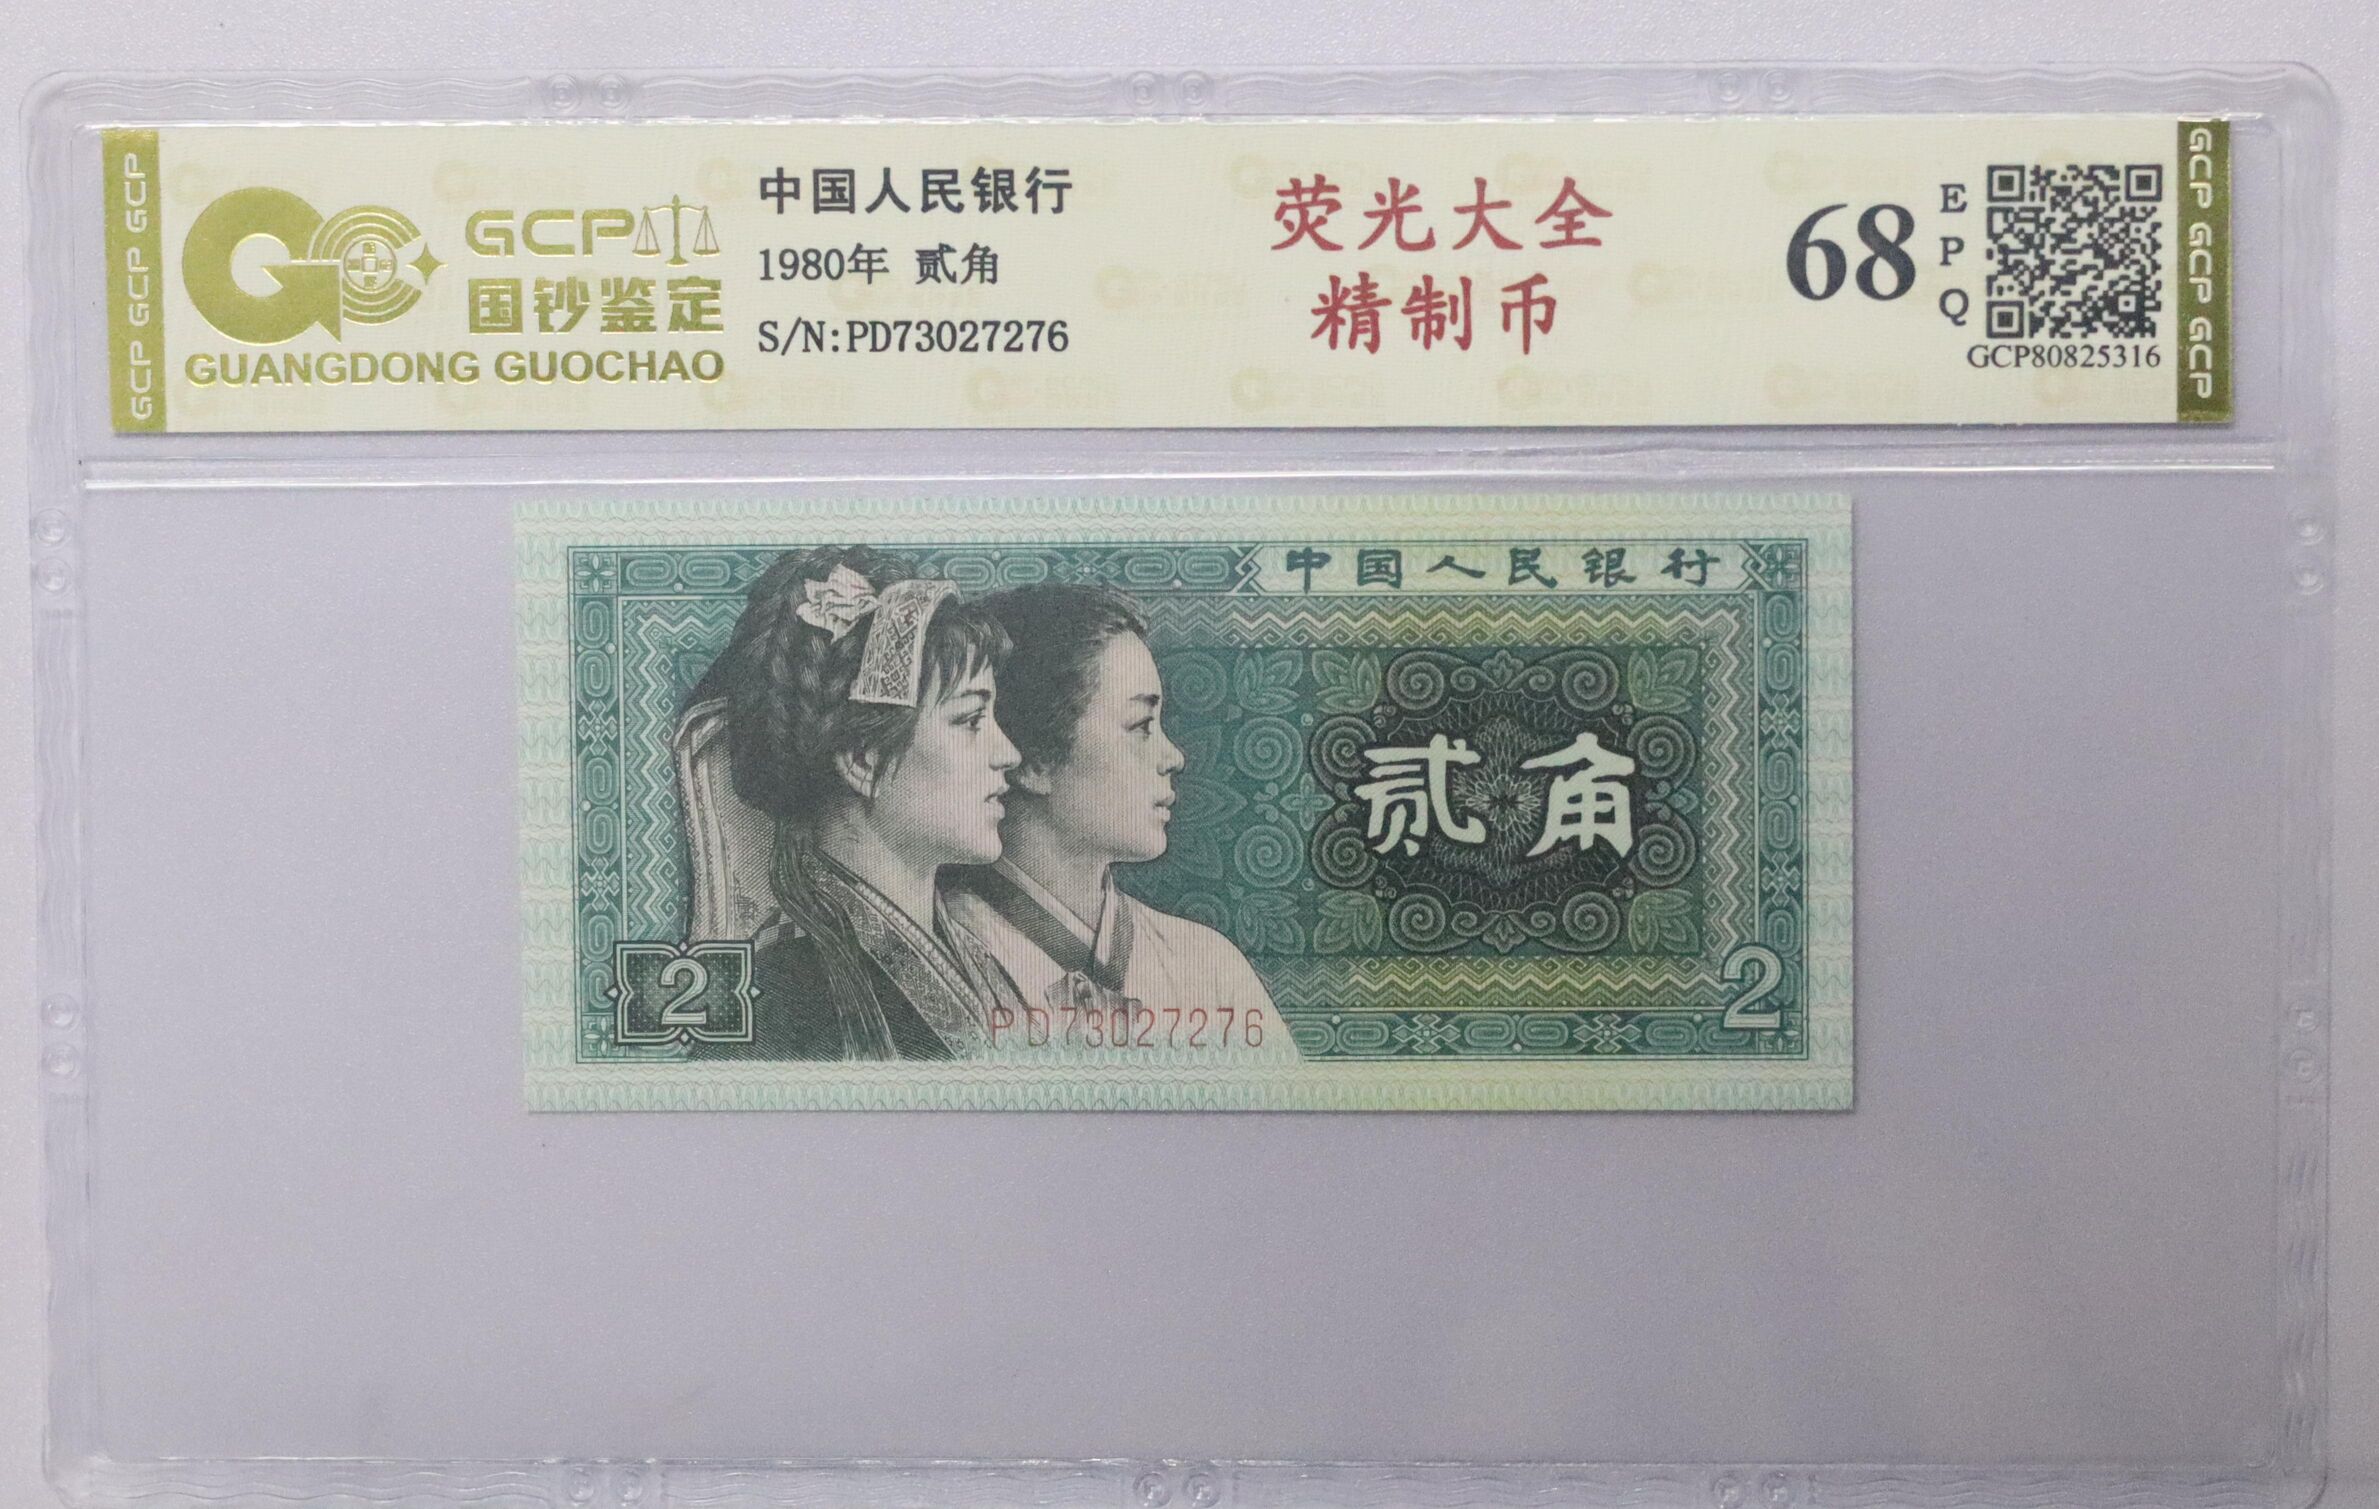 GCP GCP GCP
GCP
国钞鉴定
GUANGDONG GUOCHAO
中国人民银行
1980年 贰角
S/N:PD73027276
荧光大全
精制币
68
EPQ
GCP80825316
GCP GCP GCP
中国人民银行
贰角
2
PD73027276
2